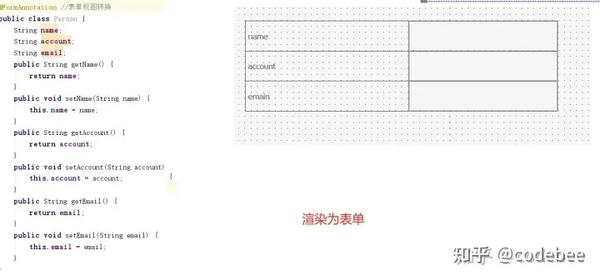 @FormAnnotation //表单视图转换
public class Person {
String name;
String account;
String email;
public String getName() {
return name;
}
public void setName(String name) {
this.name = name;
}
public String getAccount() {
return account;
}
public void setAccount(String account) {
this.account = account;
}
public String getEmail() {
return email;
}
public void setEmail(String email) {
this.email = email;
}
name
account
emain
渲染为表单
知乎 @codebee